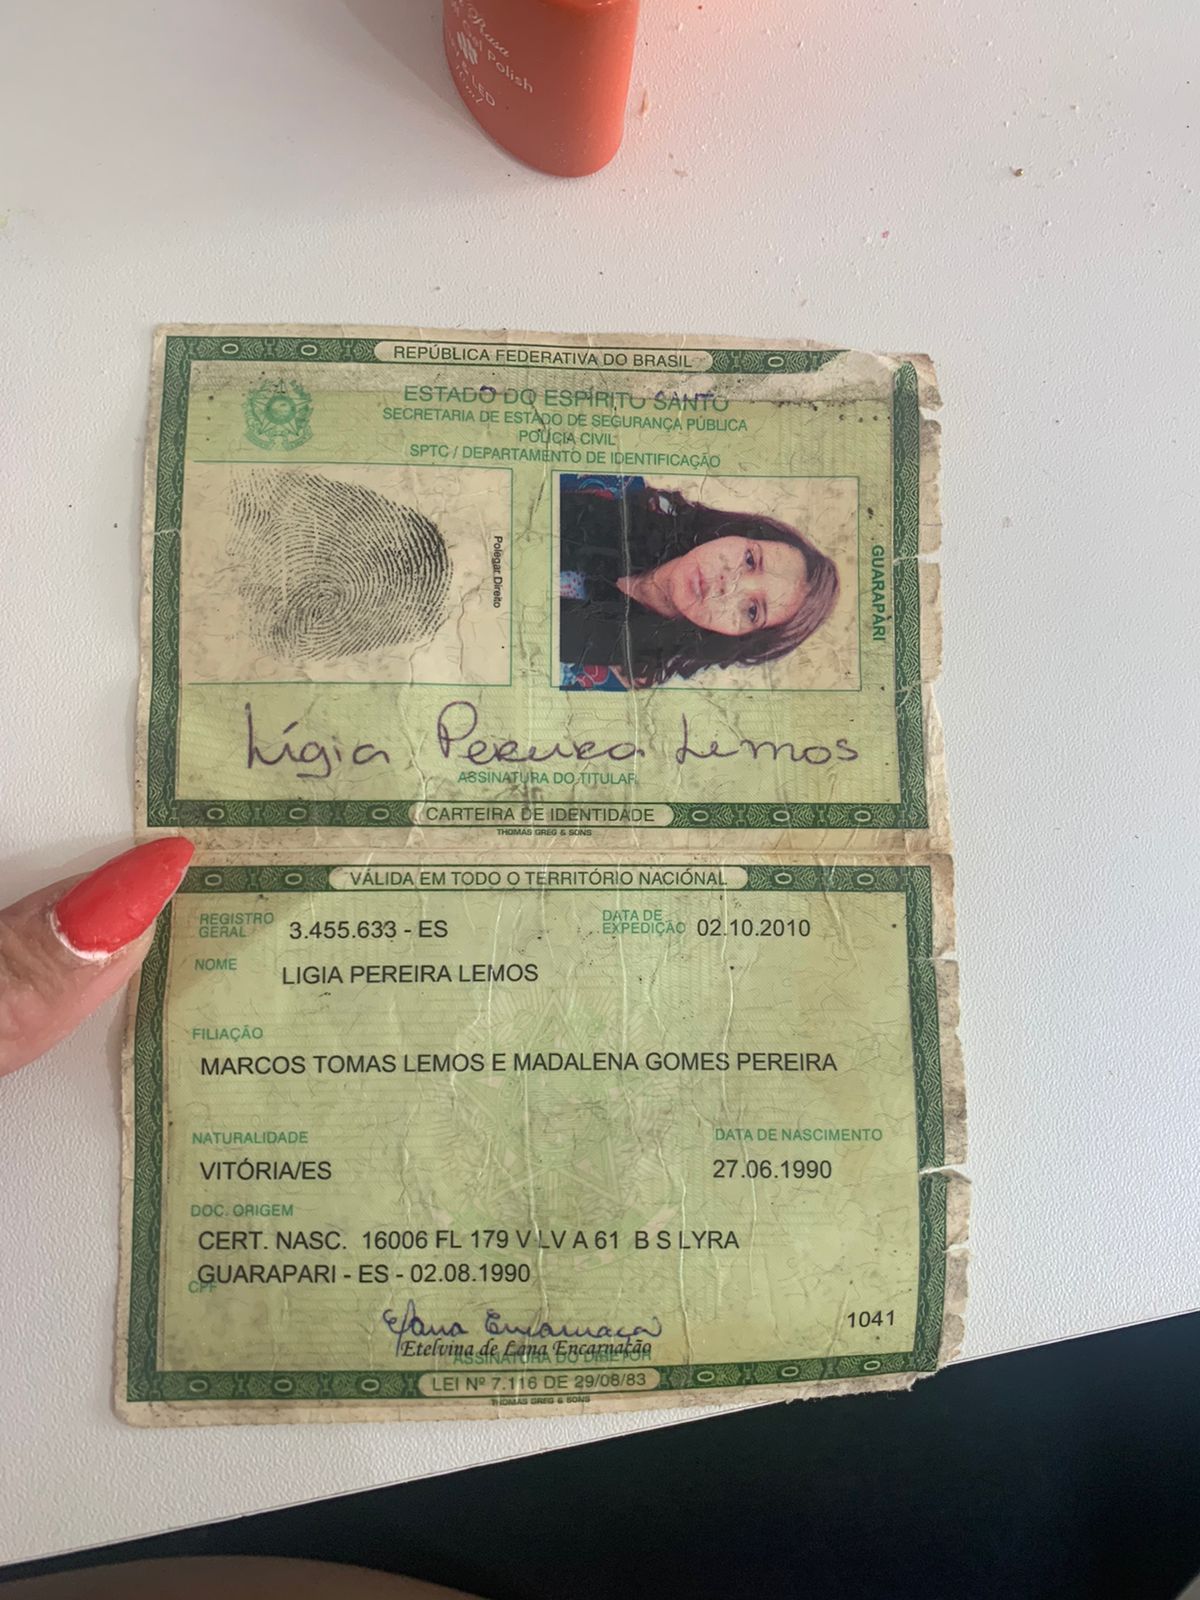 Gel Polish
LED
REPÚBLICA FEDERATIVA DO BRASIL
ESTADO DO ESPÍRITO SANTO
SECRETARIA DE ESTADO DE SEGURANÇA PÚBLICA
POLÍCIA CIVIL
SPTC / DEPARTAMENTO DE IDENTIFICAÇÃO
Polegar Direito
GUARAPARI
Lígia Pereira Lemos
ASSINATURA DO TITULAR
CARTEIRA DE IDENTIDADE
THOMAS GREG & SONS
VÁLIDA EM TODO O TERRITÓRIO NACIONAL
REGISTRO GERAL 3.455.633 - ES DATA DE EXPEDIÇÃO 02.10.2010
NOME LIGIA PEREIRA LEMOS
FILIAÇÃO
MARCOS TOMAS LEMOS E MADALENA GOMES PEREIRA
NATURALIDADE DATA DE NASCIMENTO
VITÓRIA/ES 27.06.1990
DOC. ORIGEM
CERT. NASC. 16006 FL 179 V LV A 61 B S LYRA
GUARAPARI - ES - 02.08.1990
CPF
1041
Etelvina de Lana Encarnação
ASSINATURA DO DIRETOR
LEI Nº 7.116 DE 29/08/83
THOMAS GREG & SONS